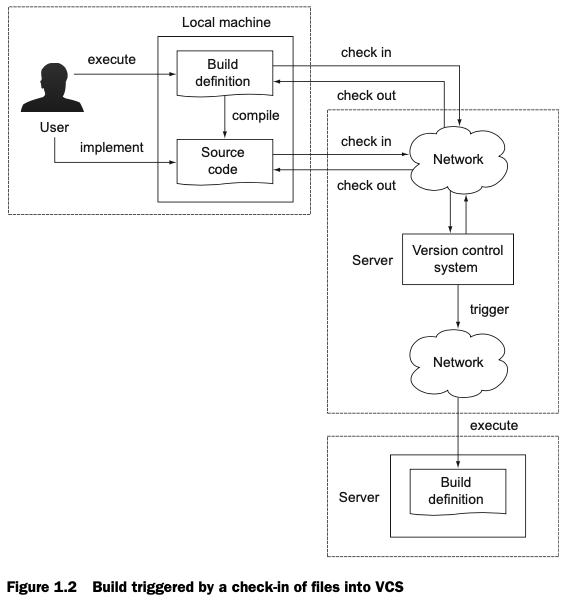 Local machine
execute
Build
definition
check in
check out
compile
User
implement
Source
code
check in
check out
Network
Server
Version control
system
trigger
Network
execute
Server
Build
definition
Figure 1.2 Build triggered by a check-in of files into VCS